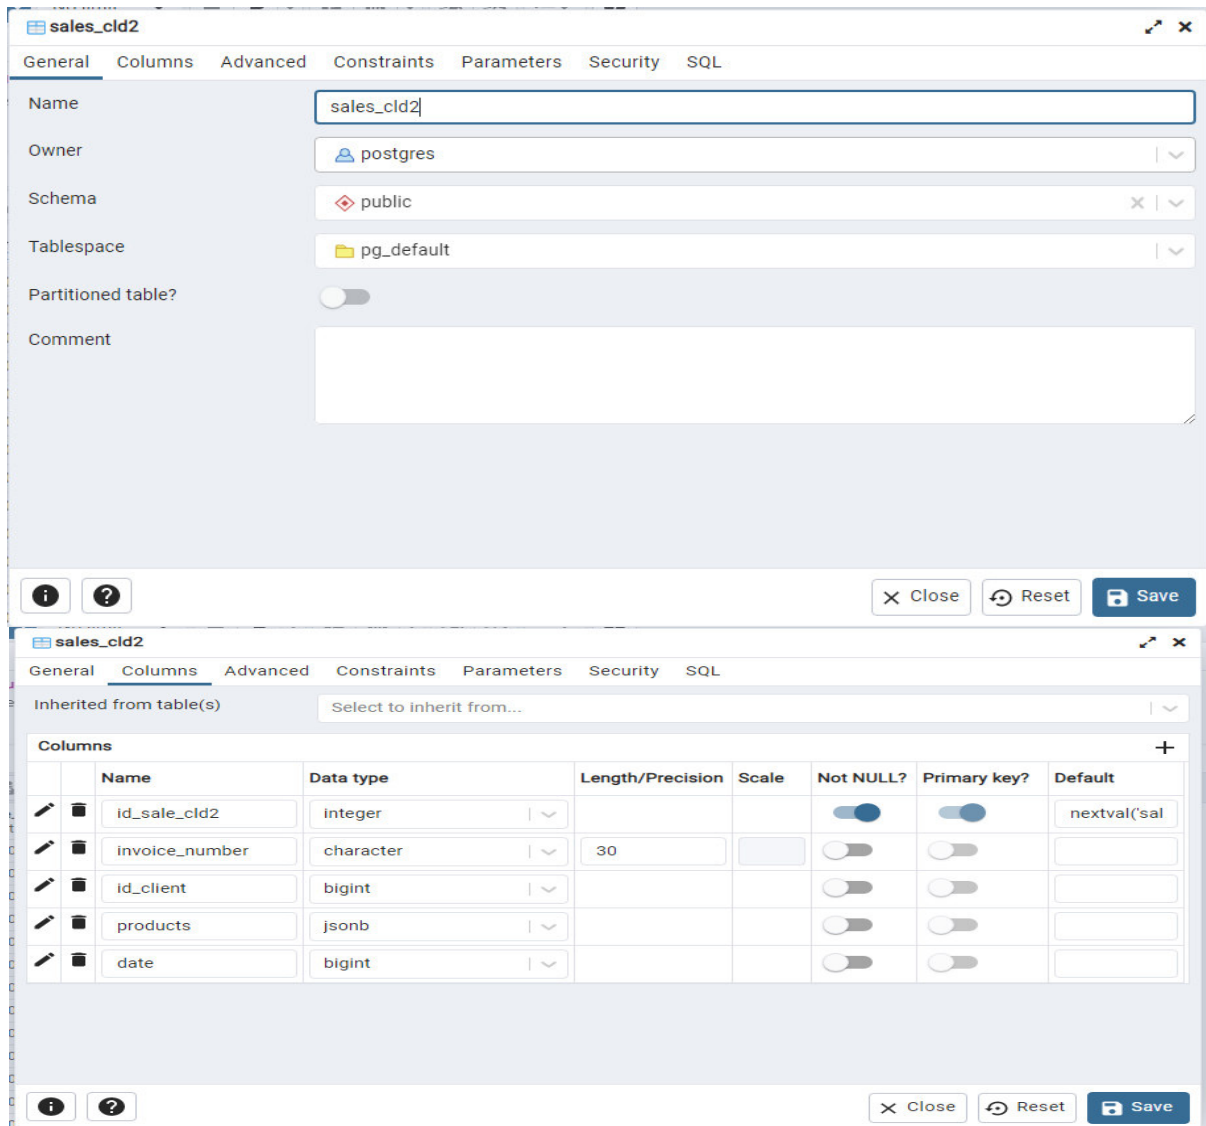 sales_cld2
General Columns Advanced Constraints Parameters Security SQL
Name sales_cld2
Owner postgres
Schema public
Tablespace pg_default
Partitioned table?
Comment
Close Reset Save
sales_cld2
General Columns Advanced Constraints Parameters Security SQL
Inherited from table(s) Select to inherit from...
Columns
Name Data type Length/Precision Scale Not NULL? Primary key? Default
id_sale_cld2 integer nextval('sal
invoice_number character 30
id_client bigint
products jsonb
date bigint
Close Reset Save